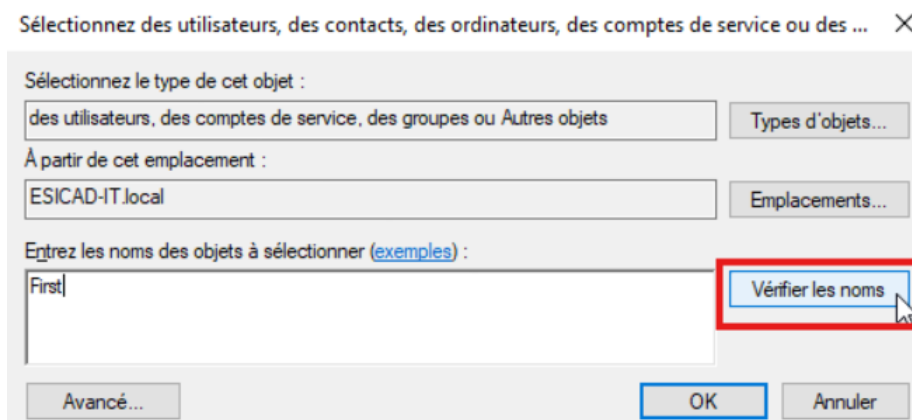 Sélectionnez des utilisateurs, des contacts, des ordinateurs, des comptes de service ou des ...
Sélectionnez le type de cet objet :
des utilisateurs, des comptes de service, des groupes ou Autres objets
Types d'objets...
À partir de cet emplacement :
ESICAD-IT.local
Emplacements...
Entrez les noms des objets à sélectionner (exemples) :
First
Vérifier les noms
Avancé...
OK
Annuler